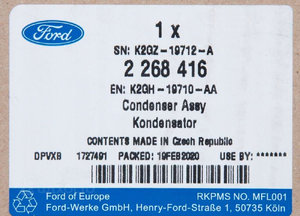 Ford
1 x
SN: K2GZ-19712-A
2 268 416
EN: K2GH-19710-AA
Condenser Assy
Kondensator
CONTENTS MADE IN Czech Republic
DPVXB 1727491 PACKED: 19FEB2020 USE BY: *******
Ford of Europe RKPMS NO. MFL001
Ford-Werke GmbH, Henry-Ford-Straße 1, 50735 Köln